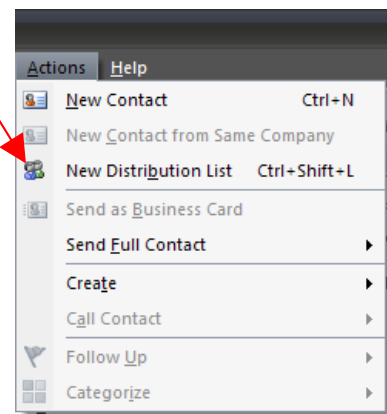 Actions Help
New Contact Ctrl+N
New Contact from Same Company
New Distribution List Ctrl+Shift+L
Send as Business Card
Send Full Contact
Create
Call Contact
Follow Up
Categorize